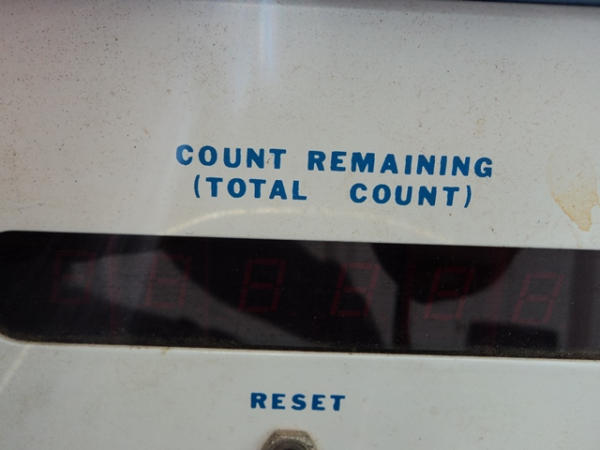 COUNT REMAINING
(TOTAL COUNT)
RESET